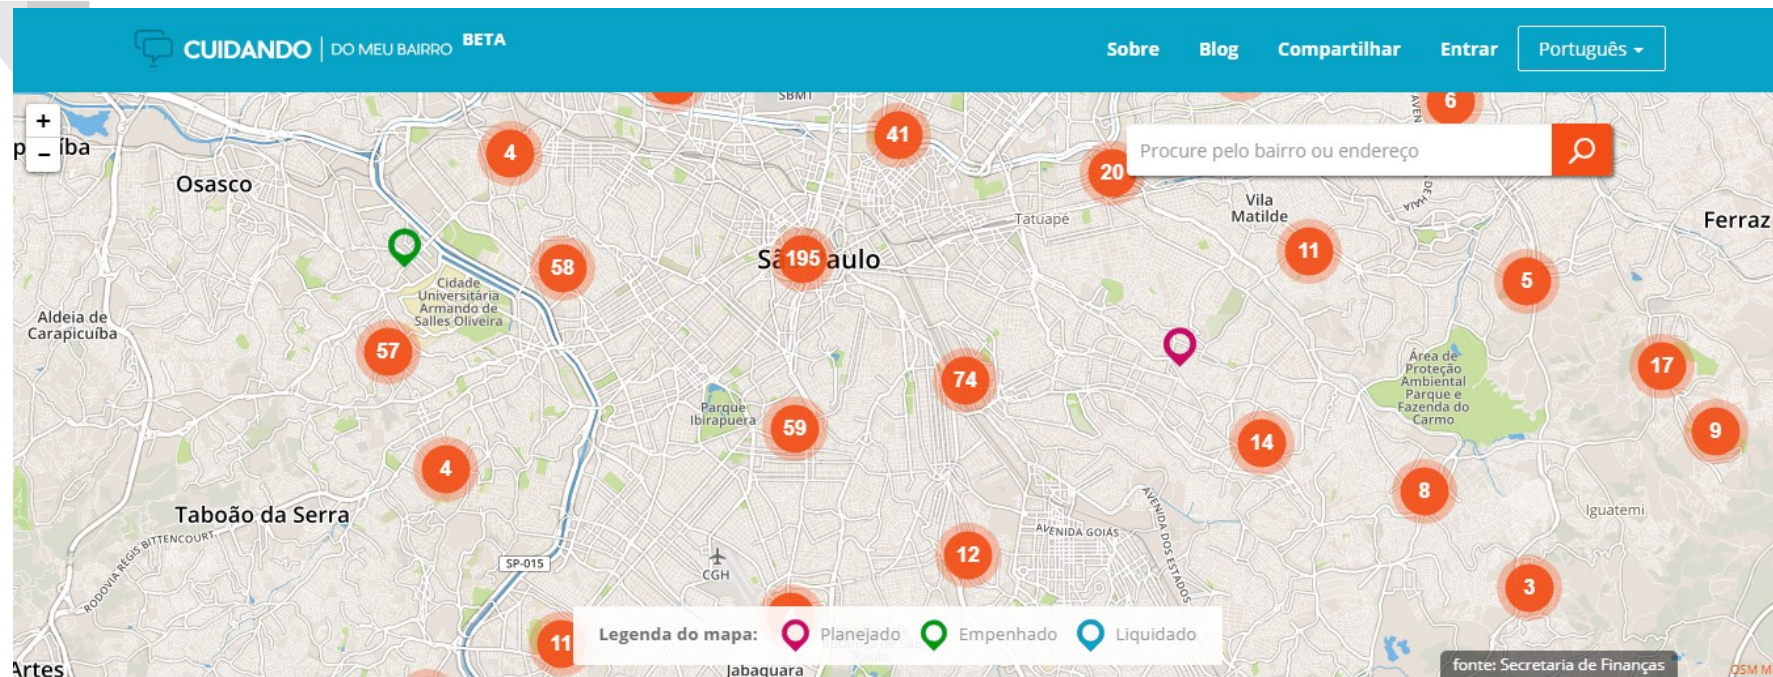 CUIDANDO | DO MEU BAIRRO BETA
Sobre Blog Compartilhar Entrar Português
SBMT
6
+
-
41
4
Procure pelo bairro ou endereço
20
Osasco
Vila
Matilde
Tatuapé
Ferraz
11
195
58
5
Cidade
Universitária
Armando de
Salles Oliveira
Aldeia de
Carapicuíba
57
Área de
Proteção
Ambiental
Parque e
Fazenda do
Carmo
17
74
Parque
Ibirapuera
59
9
14
4
8
Taboão da Serra
AVENIDA DOS ESTADOS
Iguatemi
AVENIDA GOIÁS
RODOVIA RÉGIS BITTENCOURT
12
SP-015
CGH
3
11
Legenda do mapa: Planejado Empenhado Liquidado
Artes
Jabaquara
fonte: Secretaria de Finanças
OSM M